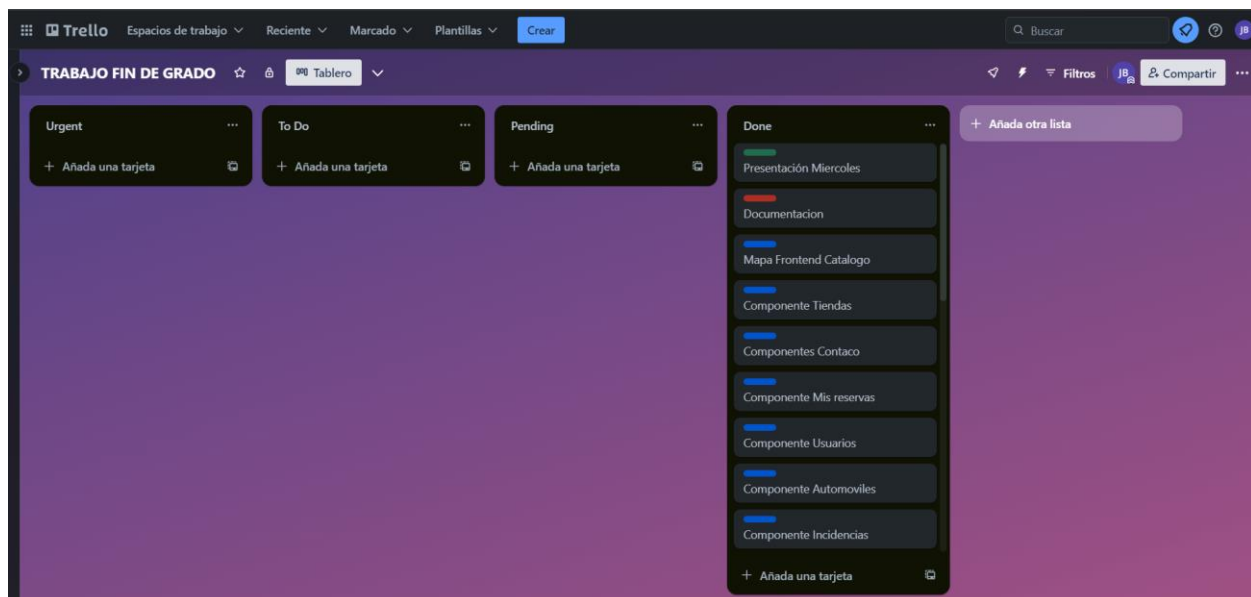 Trello Espacios de trabajo Reciente Marcado Plantillas Crear Buscar JB
TRABAJO FIN DE GRADO Tablero Filtros JB Compartir
Urgent
+ Añada una tarjeta
To Do
+ Añada una tarjeta
Pending
+ Añada una tarjeta
Done
Presentación Miercoles
Documentacion
Mapa Frontend Catalogo
Componente Tiendas
Componentes Contaco
Componente Mis reservas
Componente Usuarios
Componente Automoviles
Componente Incidencias
+ Añada una tarjeta
+ Añada otra lista